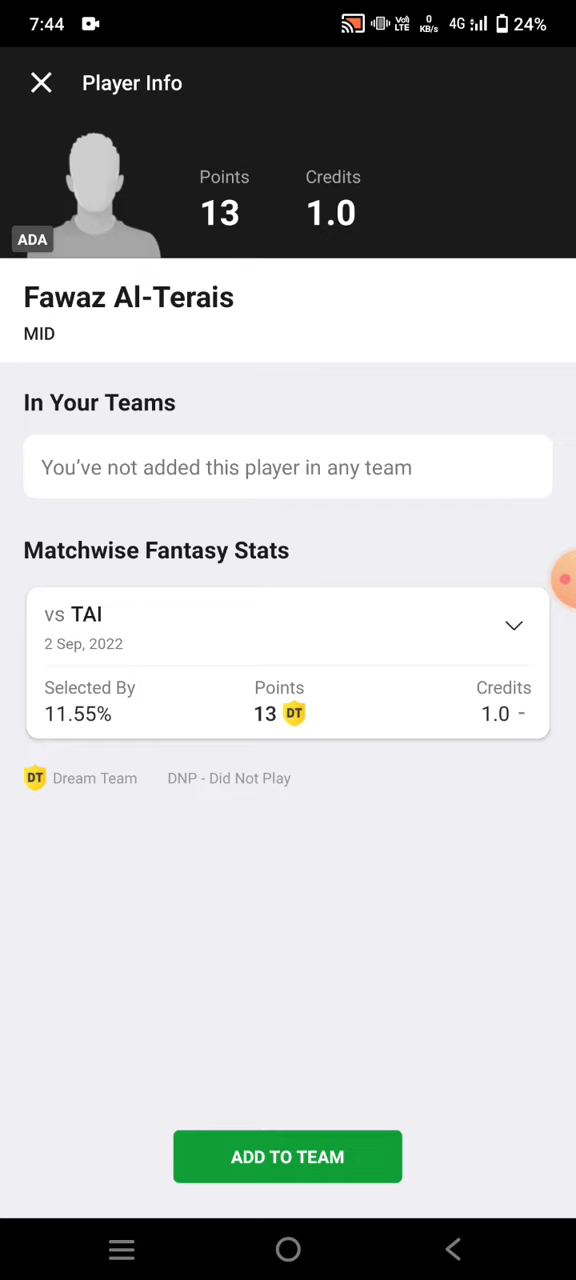 7:44
Vo)
LTE
0
KB/s
4G
24%
Player Info
Points
Credits
13
1.0
ADA
Fawaz Al-Terais
MID
In Your Teams
You’ve not added this player in any team
Matchwise Fantasy Stats
vs TAI
2 Sep, 2022
Selected By
Points
Credits
11.55%
13 DT
1.0 -
DT Dream Team
DNP - Did Not Play
ADD TO TEAM